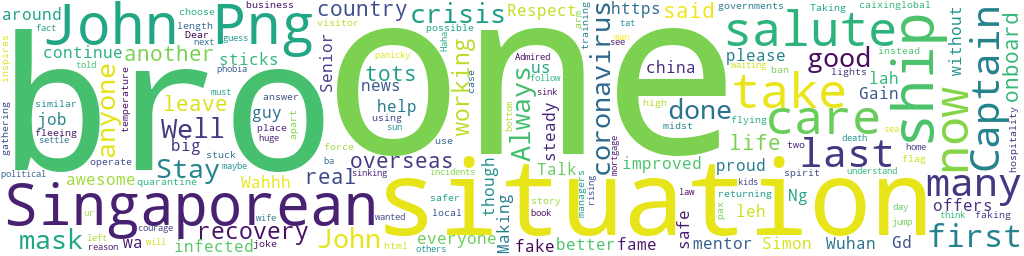 inspires
around
John Png
business
country
crisis
Respect
https
governments
Taking
caixinglobal
fact
length
Dear
choose
visitor
said
please
salute
continue
another
next
possible
tat
sticks
guess
Haha
training
phobia
told
panicky
Admired
instead
ban
lah
Gain
without
onboard
bro
one
ship
Captain
now
anyone
temperature
similar
job
fleeing
settle
guy
tots
news
help
using
sun
senior
working
case
us
coronavirus
china
good
lights
follow
sink
steady
waiting
take
done
high
midst
flying
gathering
must
answer
place
huge
apart
leave
Well
big
Always
use
bottom
rising
mortgage
see
man
care
life
death
two
home
sea
flag
hospitality
political
operate
Stay
stuck
maybe
force
real
overseas
ba
sinking
incidents
though
Talk
managers
improved
proud
law
kids
returning
Ng
spirit
last
understand
many
awesome
quarantine
Wahhh
Singaporean
situation
safer
local
story
book
safe
leh
pax
offers
day
jump
faking
first
think
mask
wa
recovery
John
wife
wanted
everyone
html
others
Making
fake
better
fame
mentor
Simon
Wuhan
Gd
ur
courage
left
reason
will
infected
joke